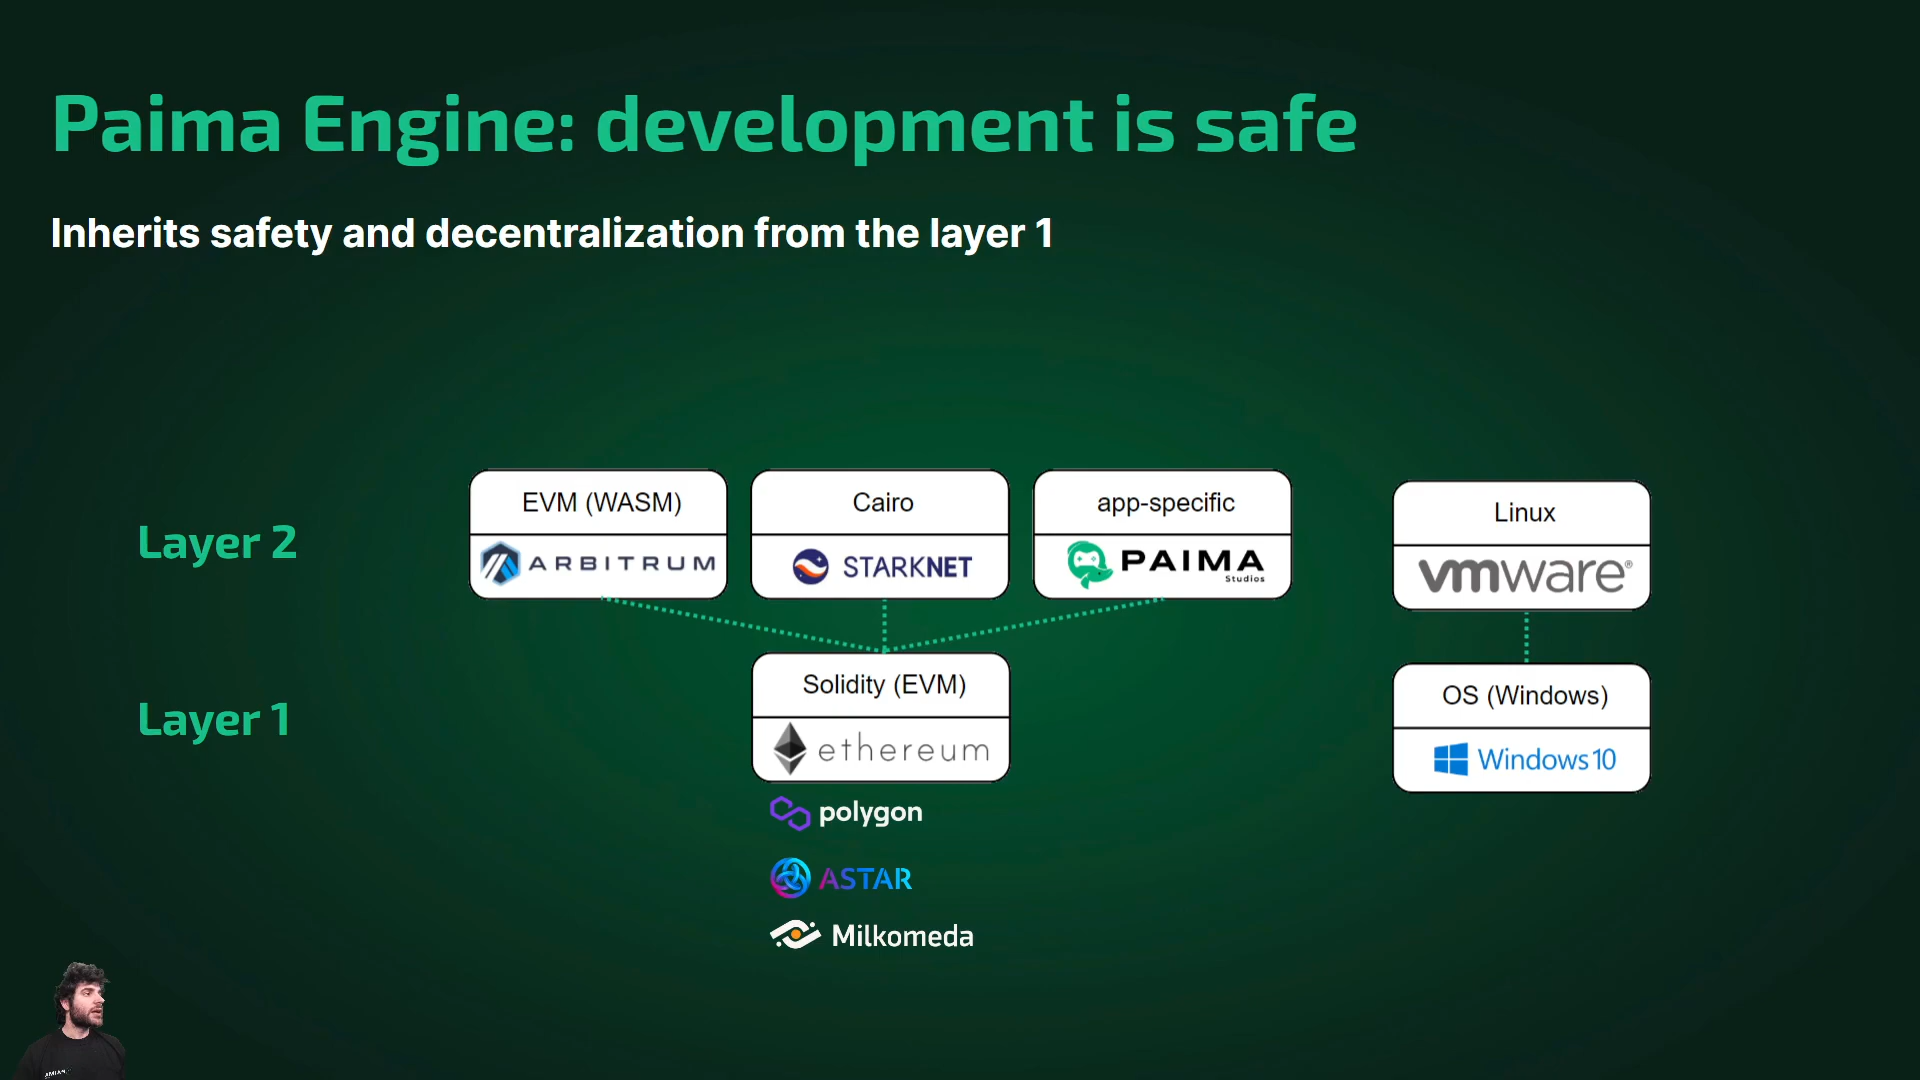 Paima Engine: development is safe
Inherits safety and decentralization from the layer 1
Layer 2
EVM (WASM)
ARBITRUM
Cairo
STARKNET
app-specific
PAIMA
Studios
Linux
vmware®
Layer 1
Solidity (EVM)
ethereum
OS (Windows)
Windows 10
polygon
ASTAR
Milkomeda